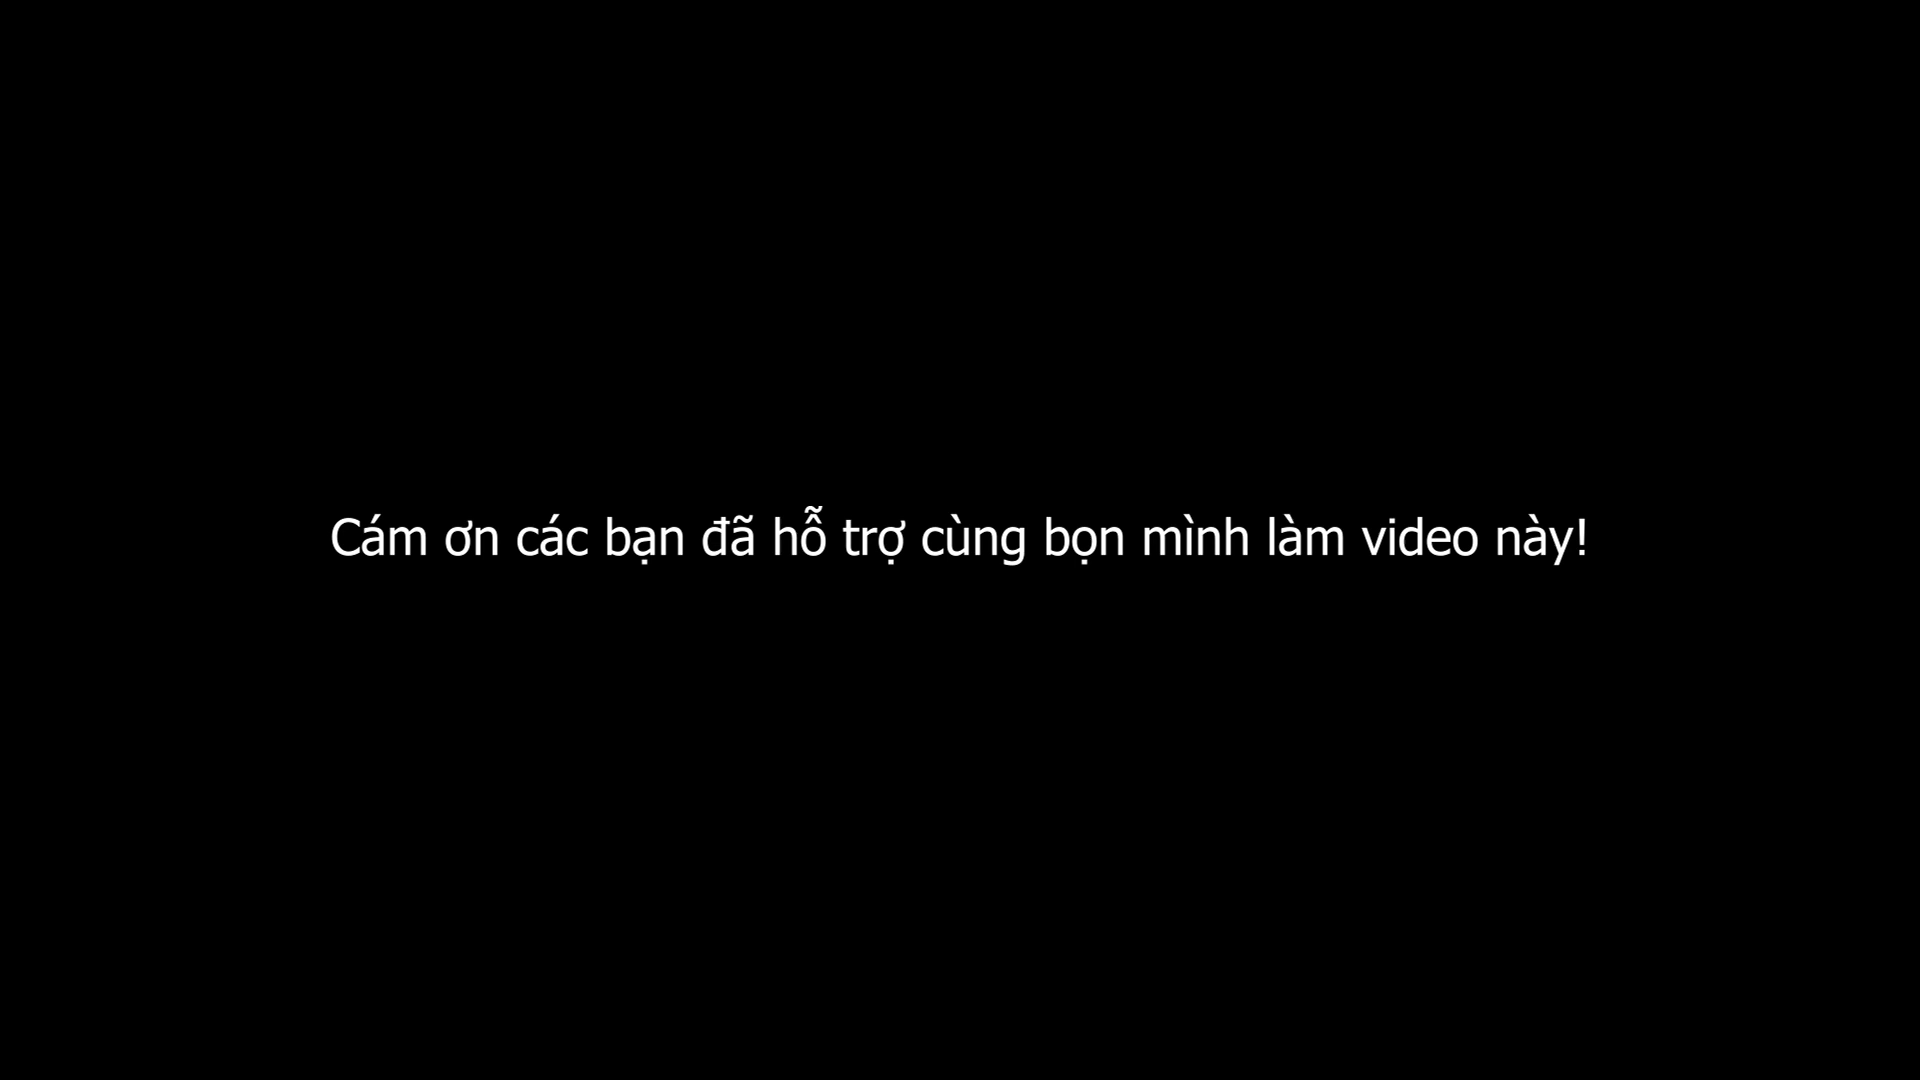 Cám ơn các bạn đã hỗ trợ cùng bọn mình làm video này!